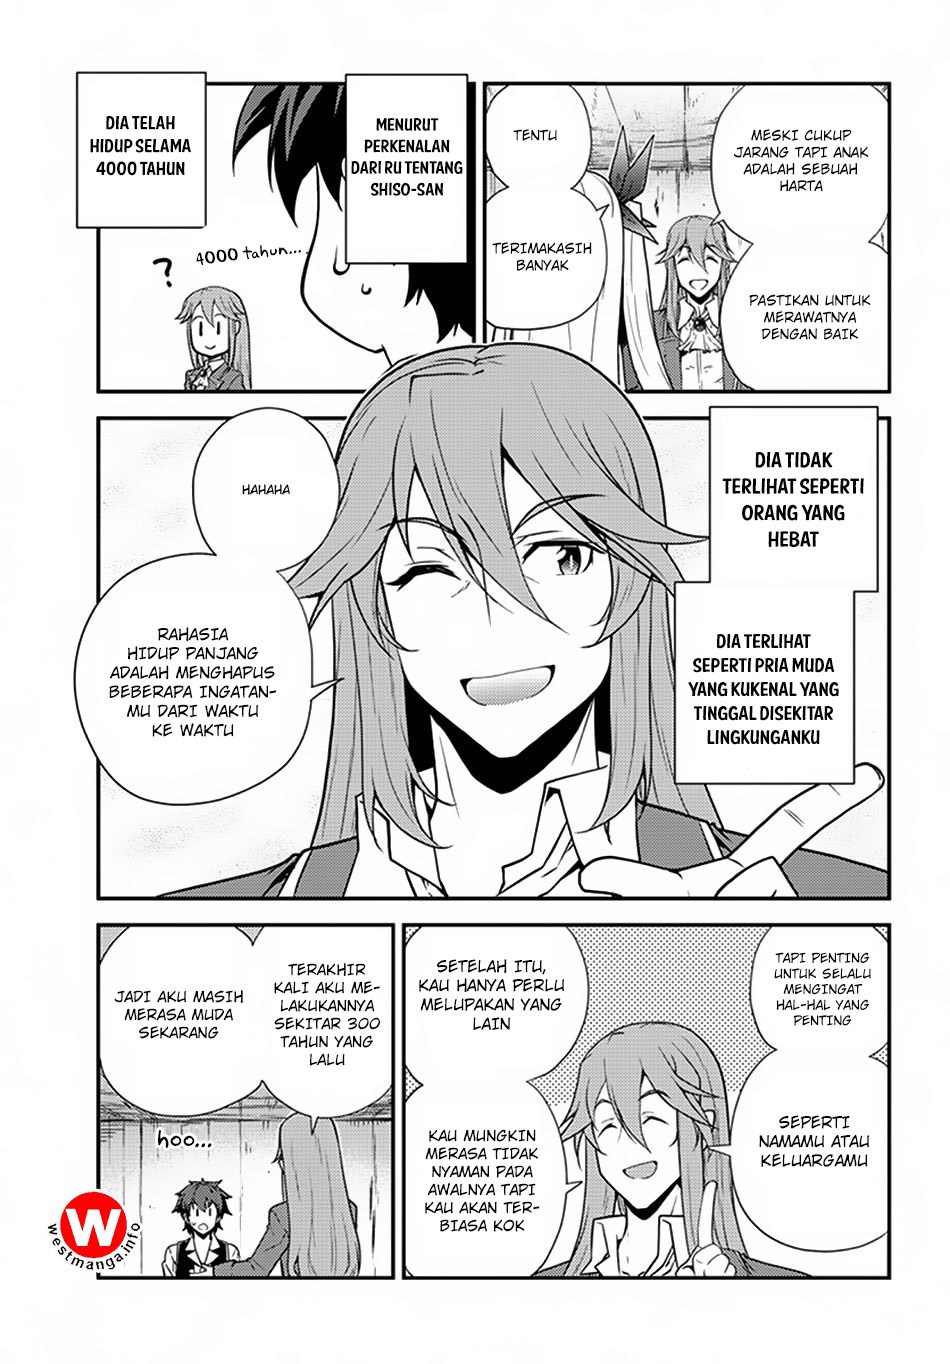 MESKI CUKUP
JARANG TAPI ANAK
ADALAH SEBUAH
HARTA
PASTIKAN UNTUK
MERAWATNYA
DENGAN BAIK
TENTU
TERIMAKASIH
BANYAK
MENURUT
PERKENALAN
DARI RU TENTANG
SHISO-SAN
DIA TELAH
HIDUP SELAMA
4000 TAHUN
4000 tahun...
?
DIA TIDAK
TERLIHAT SEPERTI
ORANG YANG
HEBAT
DIA TERLIHAT
SEPERTI PRIA MUDA
YANG KUKENAL YANG
TINGGAL DISEKITAR
LINGKUNGANKU
HAHAHA
RAHASIA
HIDUP PANJANG
ADALAH MENGHAPUS
BEBERAPA INGATAN-
MU DARI WAKTU
KE WAKTU
TAPI PENTING
UNTUK SELALU
MENGINGAT
HAL-HAL YANG
PENTING
SEPERTI
NAMAMU ATAU
KELUARGAMU
SETELAH ITU,
KAU HANYA PERLU
MELUPAKAN YANG
LAIN
KAU MUNGKIN
MERASA TIDAK
NYAMAN PADA
AWALNYA TAPI
KAU AKAN TER-
BIASA KOK
TERAKHIR
KALI AKU ME-
LAKUKANNYA
SEKITAR 300
TAHUN YANG
LALU
JADI AKU MASIH
MERASA MUDA
SEKARANG
hoo...
W
westmanga.info